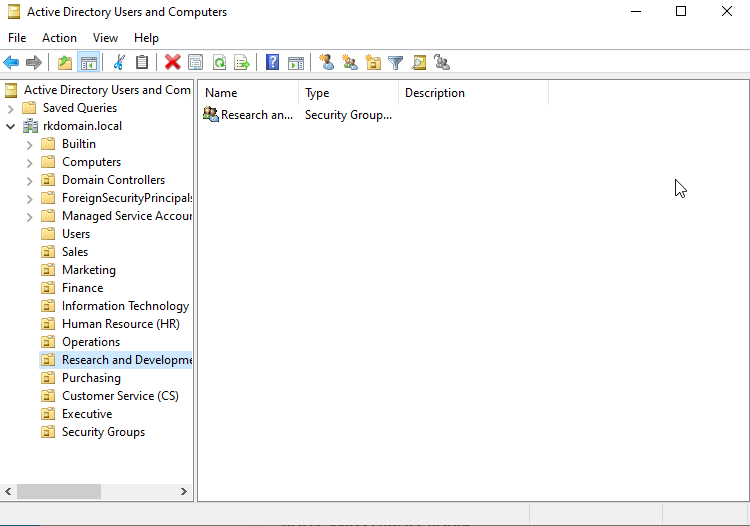 Active Directory Users and Computers
File Action View Help
Active Directory Users and Com
Saved Queries
rkdomain.local
Builtin
Computers
Domain Controllers
ForeignSecurityPrincipals
Managed Service Accour
Users
Sales
Marketing
Finance
Information Technology
Human Resource (HR)
Operations
Research and Developme
Purchasing
Customer Service (CS)
Executive
Security Groups
Name Type Description
Research an... Security Group...